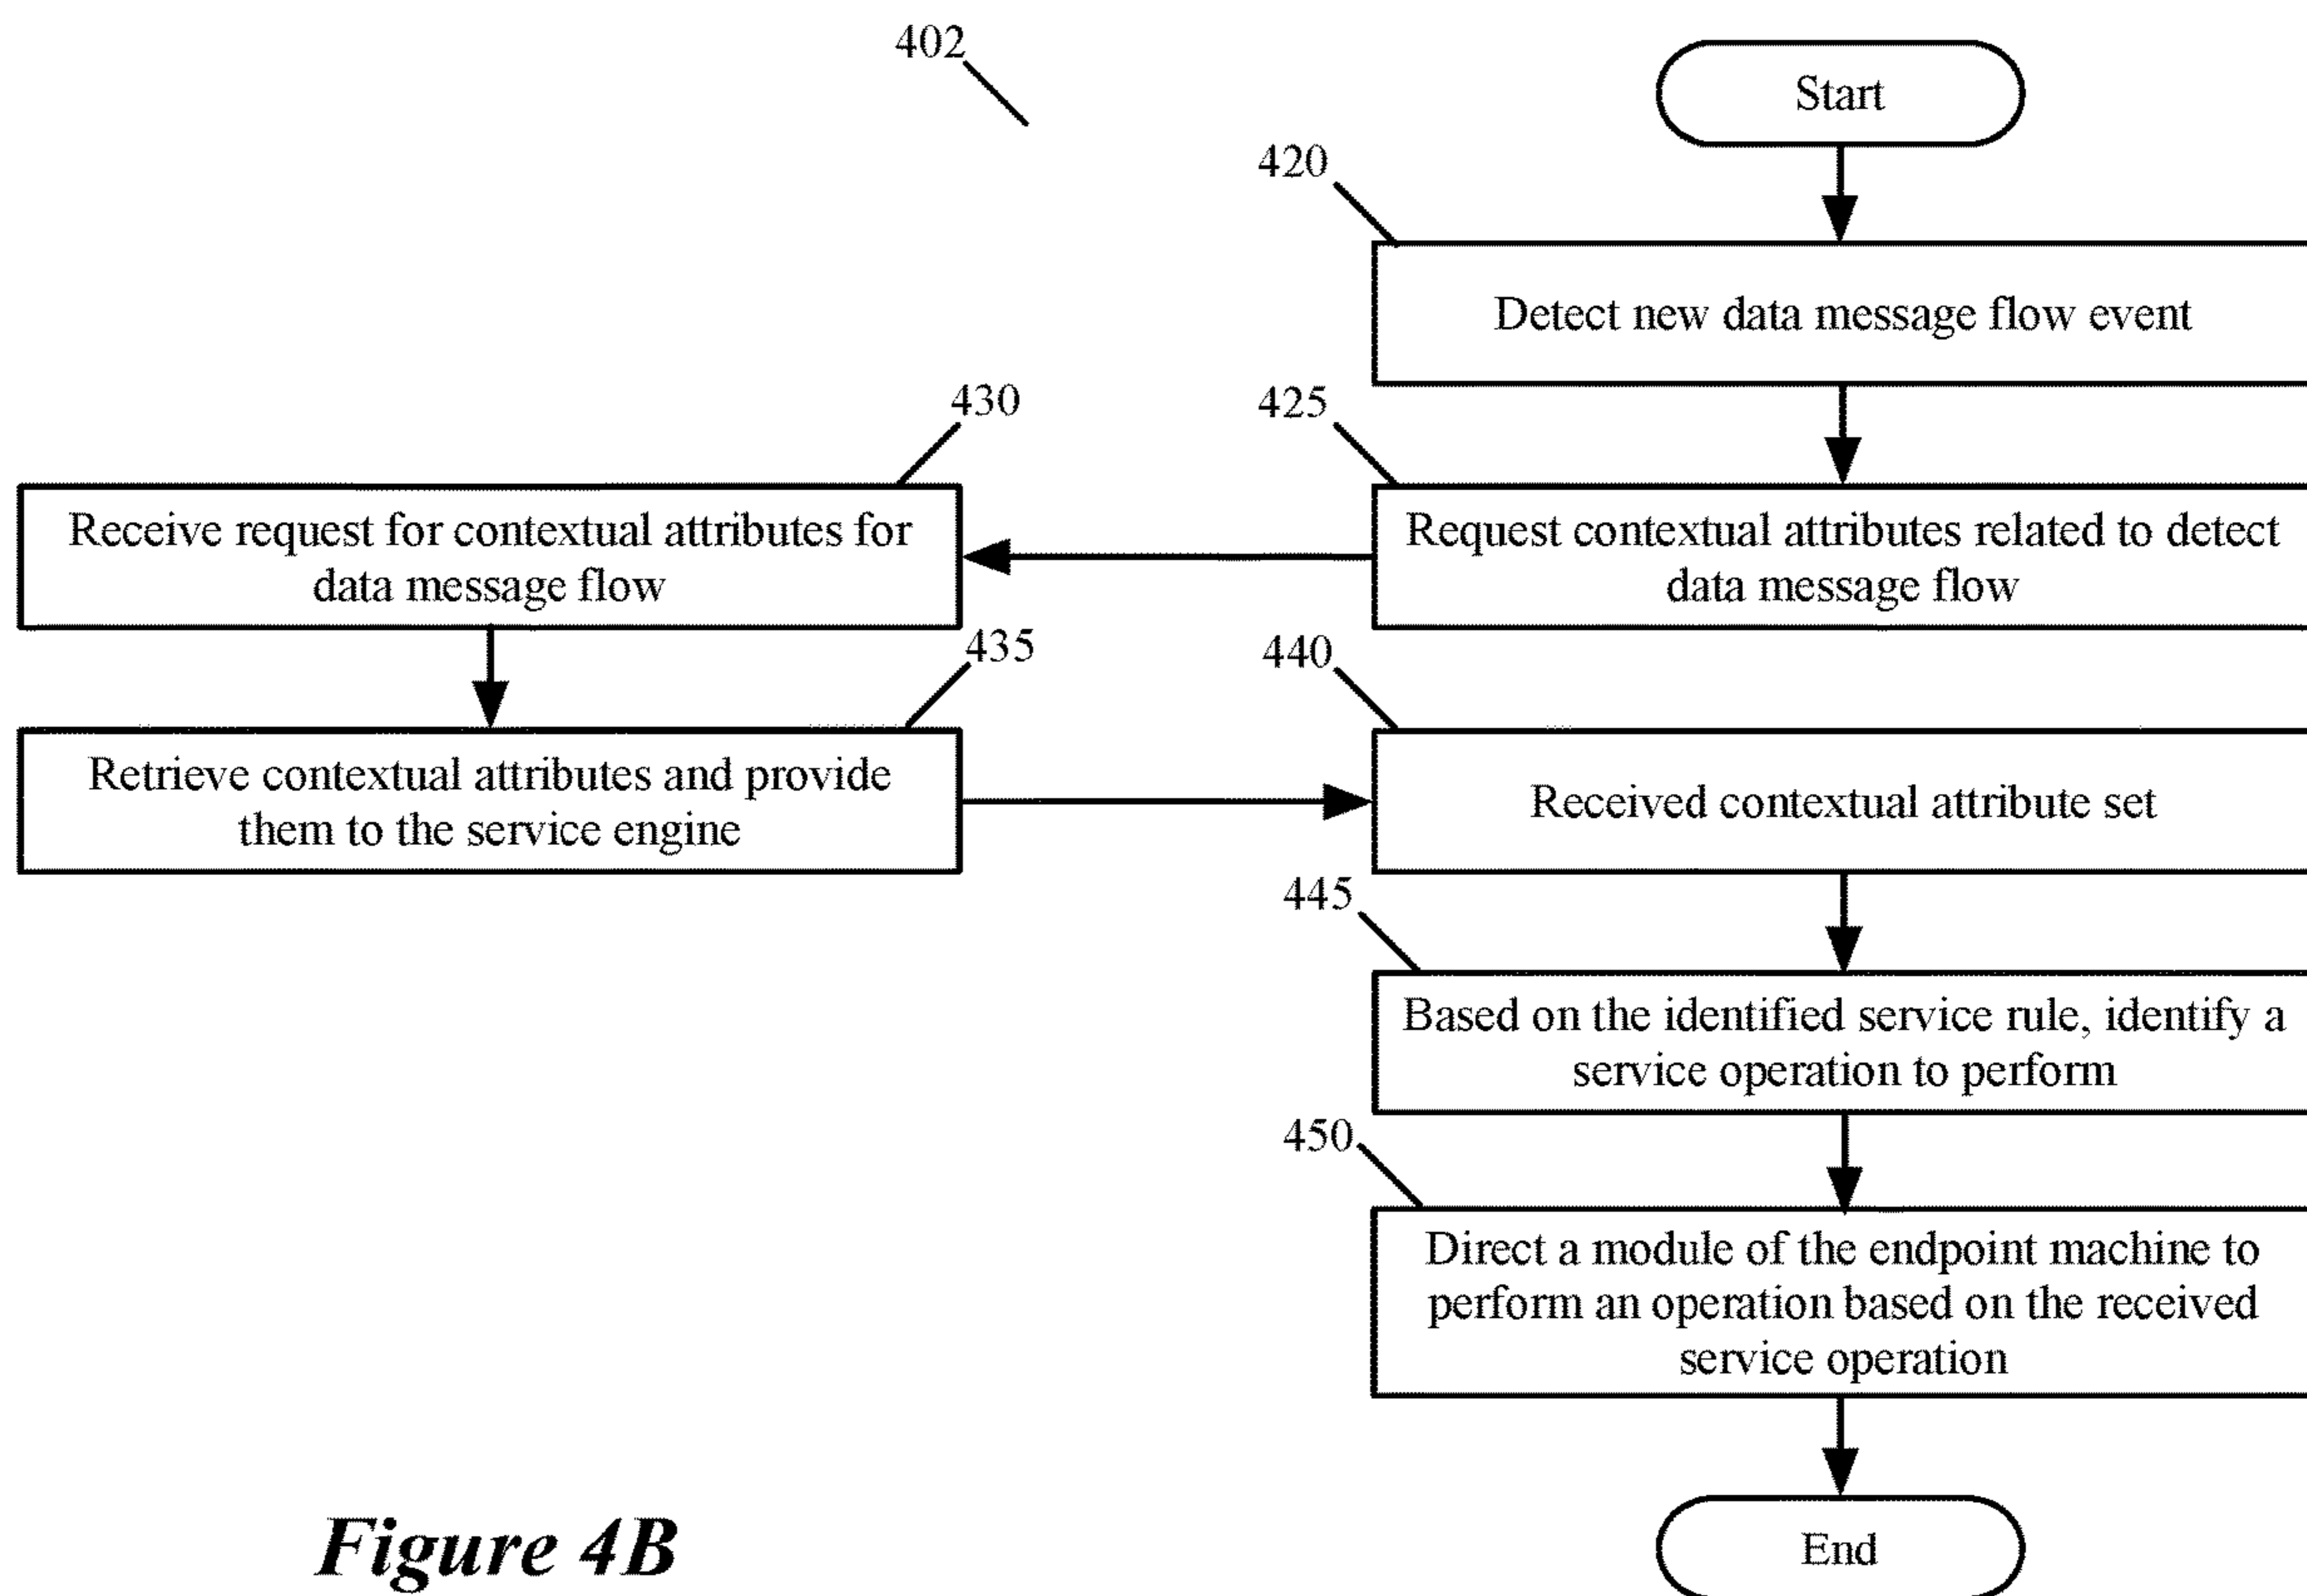 402
Start
420
Detect new data message flow event
430
425
Receive request for contextual attributes for
data message flow
Request contextual attributes related to detect
data message flow
435
440
Retrieve contextual attributes and provide
them to the service engine
Received contextual attribute set
445
Based on the identified service rule, identify a
service operation to perform
450
Direct a module of the endpoint machine to
perform an operation based on the received
service operation
End
Figure 4B